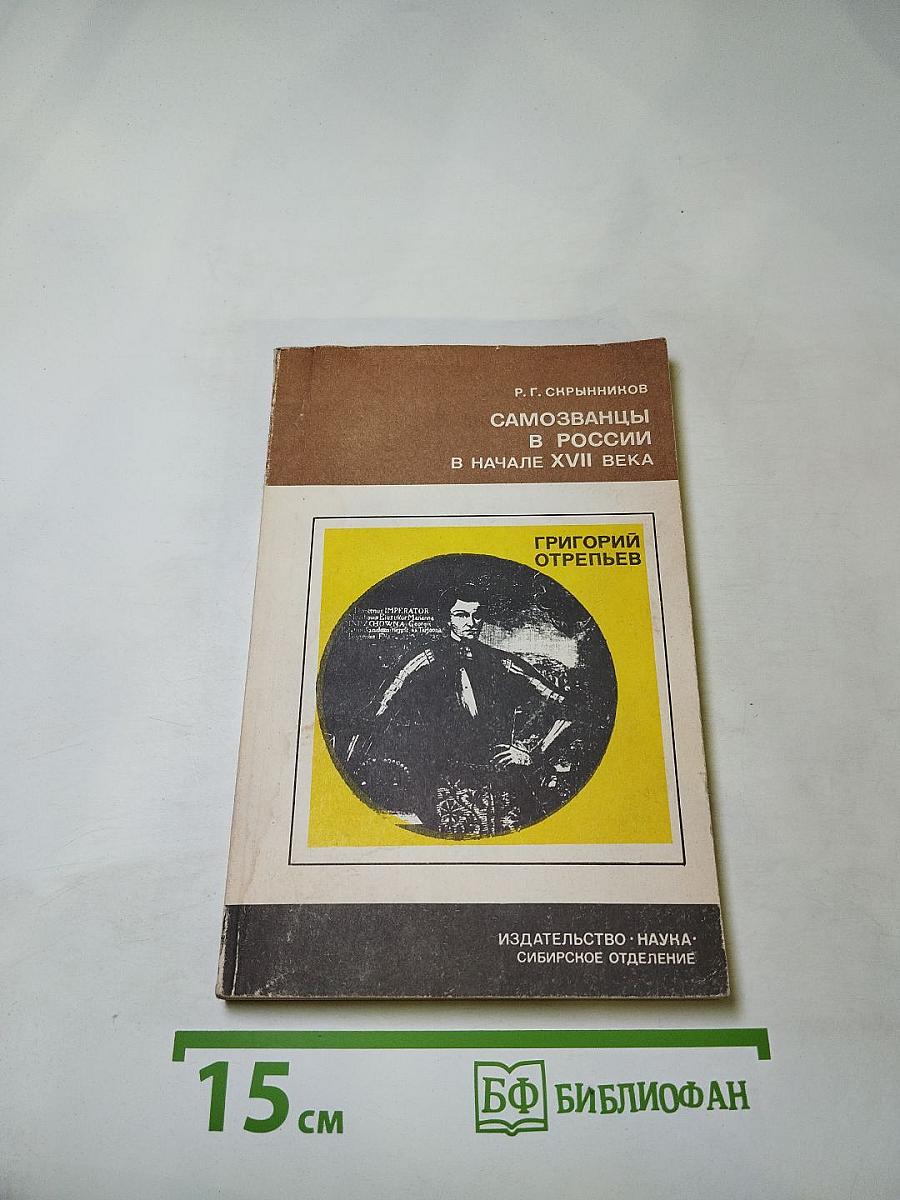 Р. Г. СКРЫННИКОВ
САМОЗВАНЦЫ
В РОССИИ
В НАЧАЛЕ XVII ВЕКА
ГРИГОРИЙ
ОТРЕПЬЕВ
IMPERATOR
ИЗДАТЕЛЬСТВО · НАУКА ·
СИБИРСКОЕ ОТДЕЛЕНИЕ
15 см
БФ БИБЛИОФАН